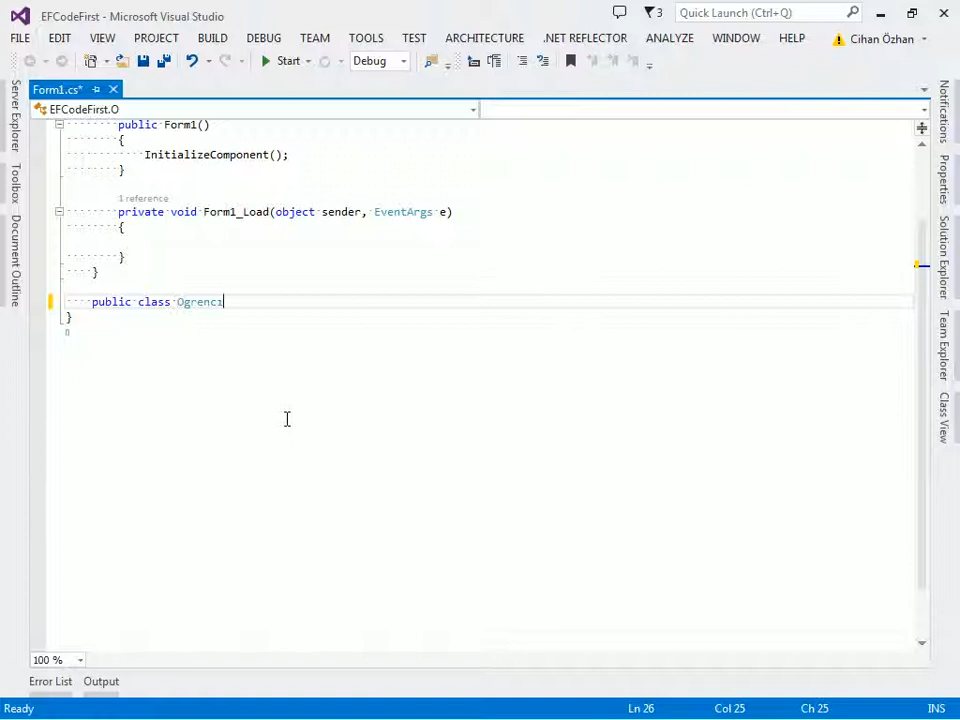 EFCodeFirst - Microsoft Visual Studio
3
Quick Launch (Ctrl+Q)
FILE EDIT VIEW PROJECT BUILD DEBUG TEAM TOOLS TEST ARCHITECTURE .NET REFLECTOR ANALYZE WINDOW HELP Cihan Özhan
Start Debug
Form1.cs*
EFCodeFirst.O
public Form1()
{
InitializeComponent();
}
1 reference
private void Form1_Load(object sender, EventArgs e)
{
}
}
public class Ogrenci
}
100 %
Error List Output
Ready Ln 26 Col 25 Ch 25 INS
Server Explorer
Toolbox
Document Outline
Notifications
Properties
Solution Explorer
Team Explorer
Class View